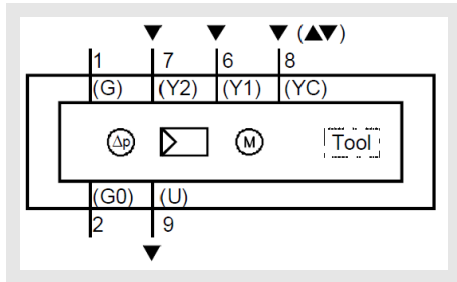 ▼ ▼ ▼ (▲▼)
1 7 6 8
(G) (Y2) (Y1) (YC)
Δp M Tool
(G0) (U)
2 9
▼